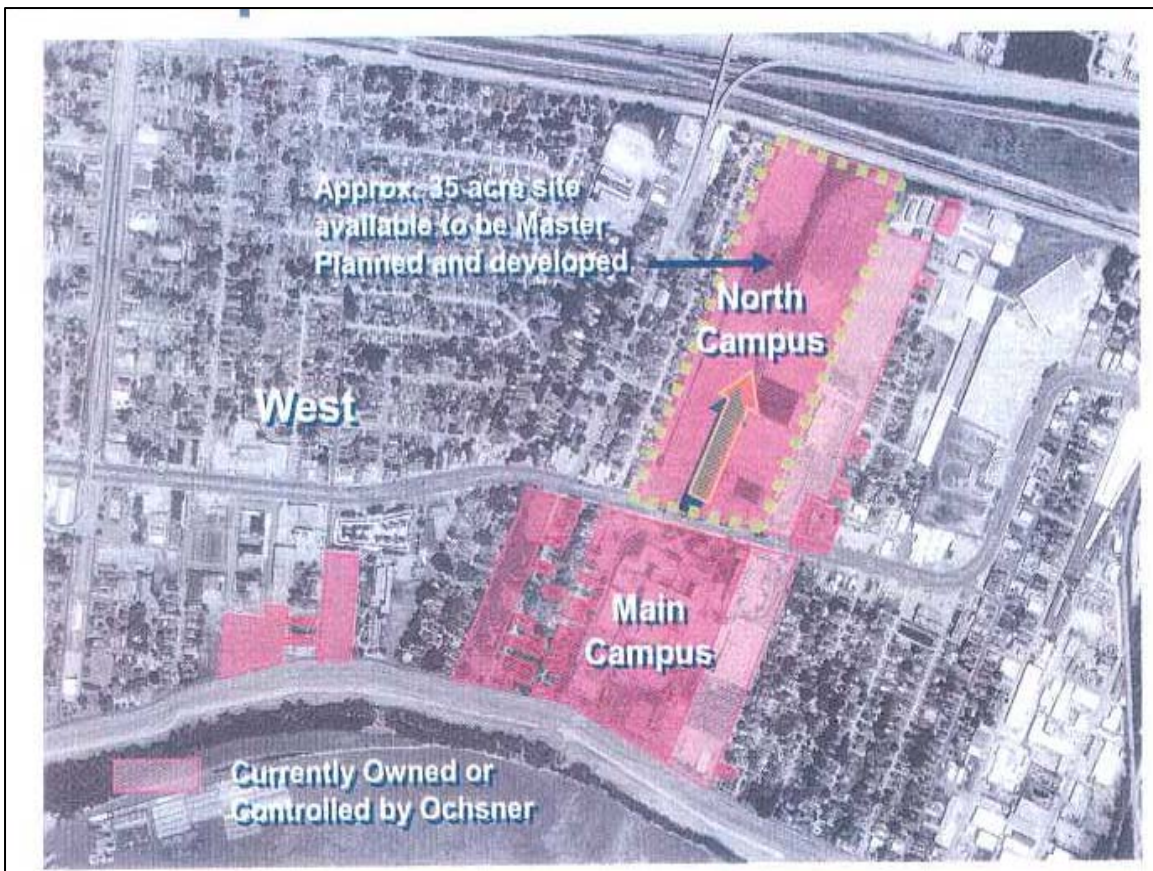 Approx. 35 acre site
available to be Master
Planned and developed
North
Campus
West
Main
Campus
Currently Owned or
Controlled by Ochsner